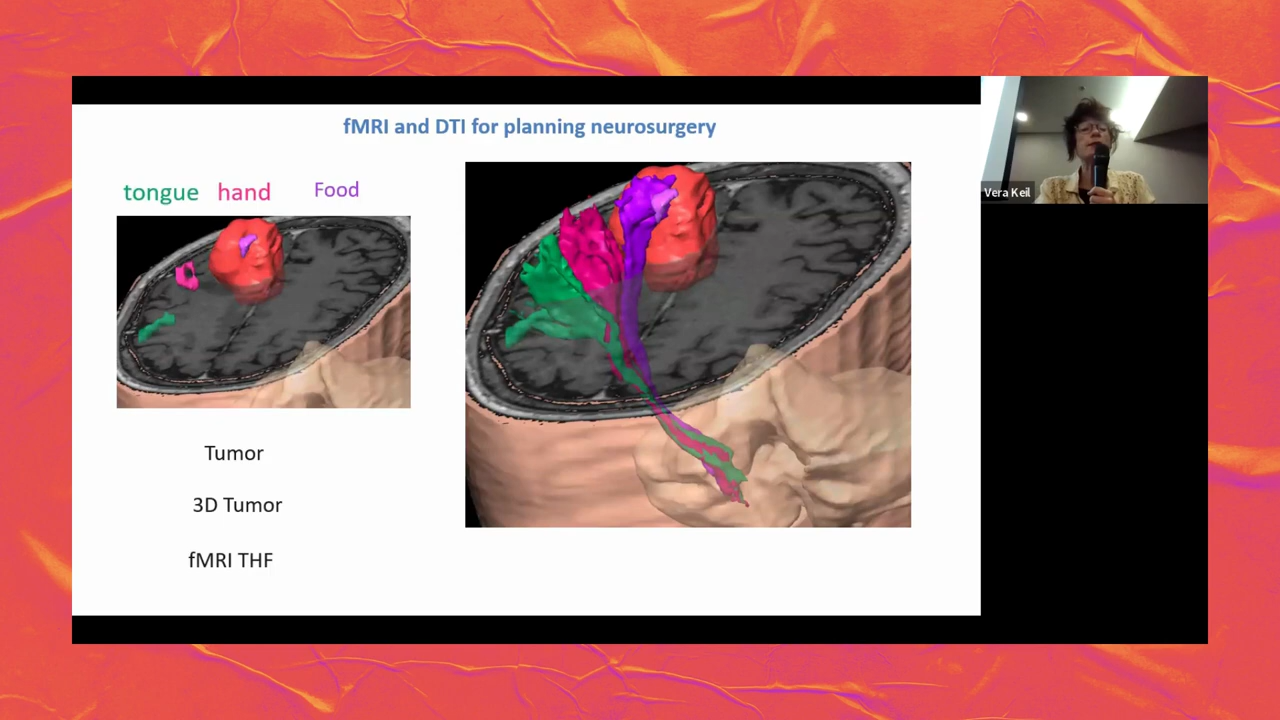 fMRI and DTI for planning neurosurgery
tongue hand Food
Vera Keil
Tumor
3D Tumor
fMRI THF